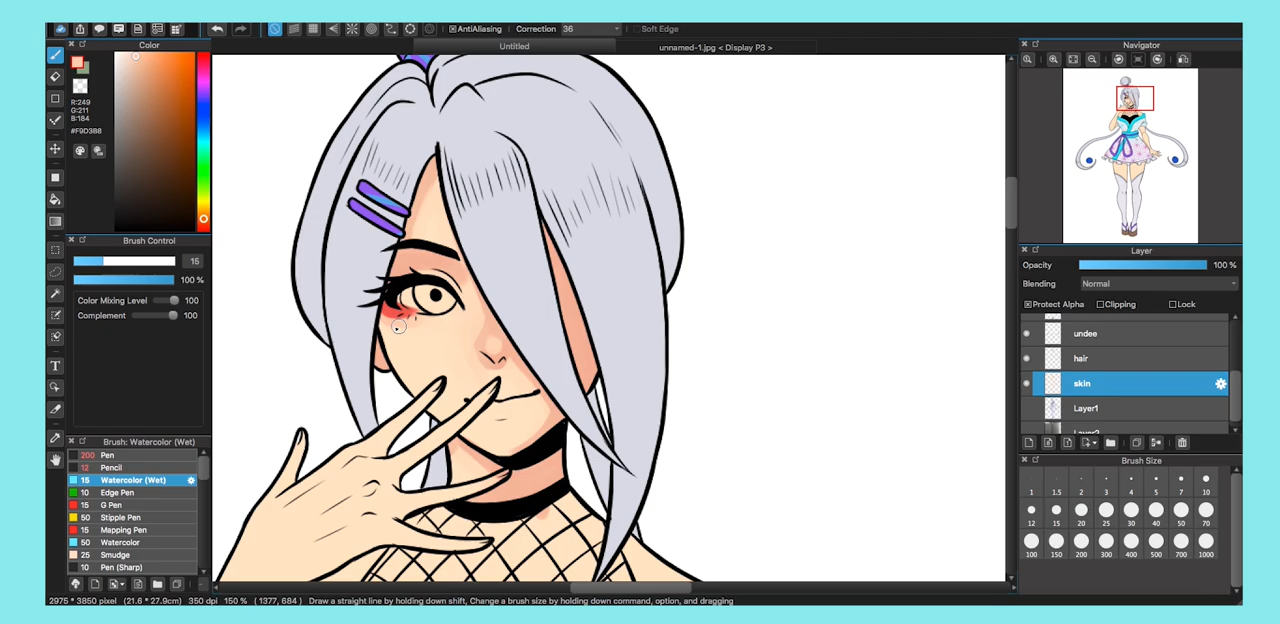 AntiAliasing Correction 36 Soft Edge
Untitled
unnamed-1.jpg < Display P3 >
Color
R:249
G:211
B:184
#F9D3B8
Brush Control
15
100 %
Color Mixing Level 100
Complement 100
Brush: Watercolor (Wet)
200 Pen
12 Pencil
15 Watercolor (Wet)
10 Edge Pen
15 G Pen
50 Stipple Pen
15 Mapping Pen
50 Watercolor
25 Smudge
10 Pen (Sharp)
Navigator
Layer
Opacity 100 %
Blending Normal
Protect Alpha Clipping Lock
undee
hair
skin
Layer1
Layer2
Brush Size
1 1.5 2 3 4 5 7 10
12 15 20 25 30 40 50 70
100 150 200 300 400 500 700 1000
2975 * 3850 pixel (21.6 * 27.9cm) 350 dpi 150 % ( 1377, 684 ) Draw a straight line by holding down shift, Change a brush size by holding down command, option, and dragging